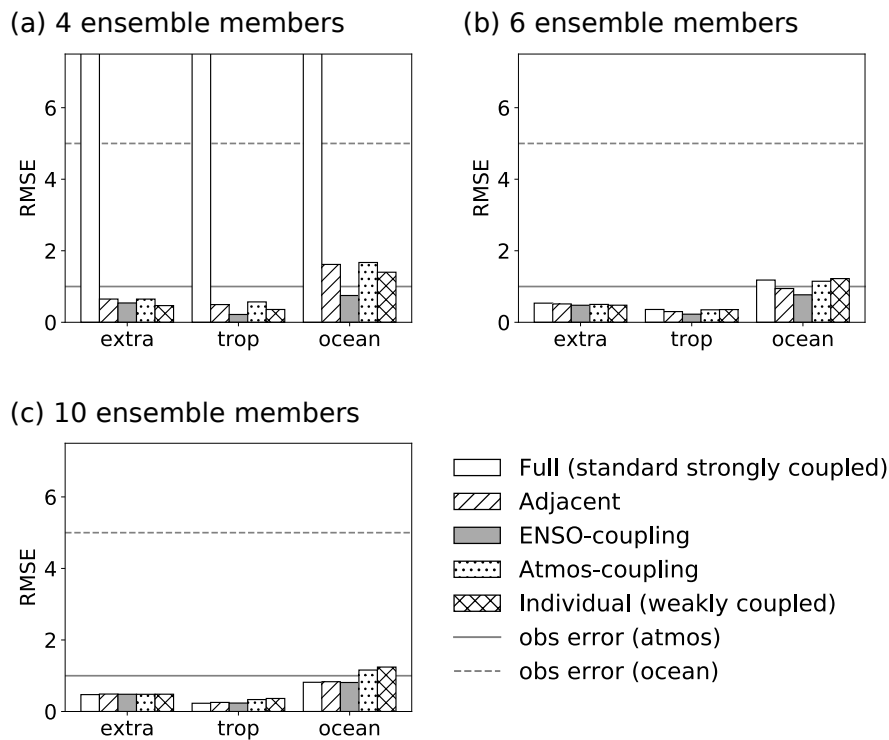 (a) 4 ensemble members
RMSE
6
4
2
0
extra trop ocean
(b) 6 ensemble members
RMSE
6
4
2
0
extra trop ocean
(c) 10 ensemble members
RMSE
6
4
2
0
extra trop ocean
Full (standard strongly coupled)
Adjacent
ENSO-coupling
Atmos-coupling
Individual (weakly coupled)
obs error (atmos)
obs error (ocean)